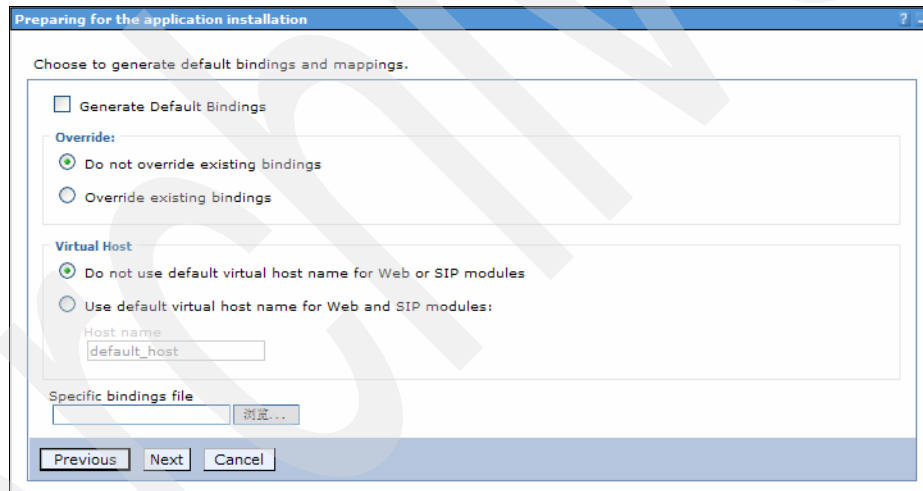 Preparing for the application installation ? -
Choose to generate default bindings and mappings.
Generate Default Bindings
Override:
Do not override existing bindings
Override existing bindings
Virtual Host
Do not use default virtual host name for Web or SIP modules
Use default virtual host name for Web and SIP modules:
Host name
default_host
Specific bindings file
浏览...
Previous Next Cancel